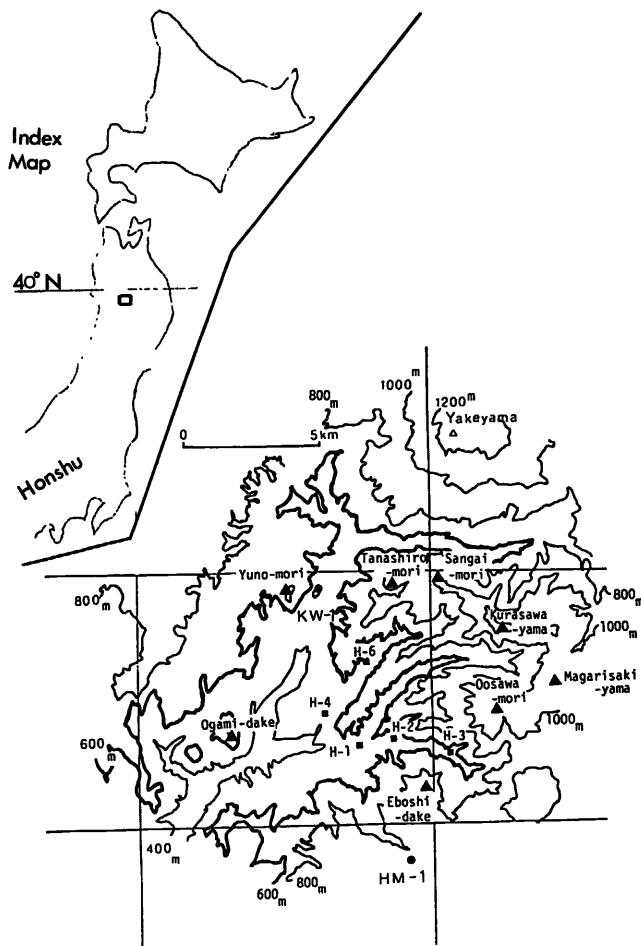 Index
Map
40°N
Honshu
0 5km
800m
1000m
1200m
Yakeyama
Yuno-mori
KW-1
Tanashiro
-mori
Sangai
-mori
800m
800m
Kurasawa
-yama
1000m
H-6
Magarisaki
-yama
Oosawa
-mori
H-4
Ogami-dake
1000m
H-1
H-2
H-3
600m
Eboshi
-dake
400m
600m
800m
HM-1